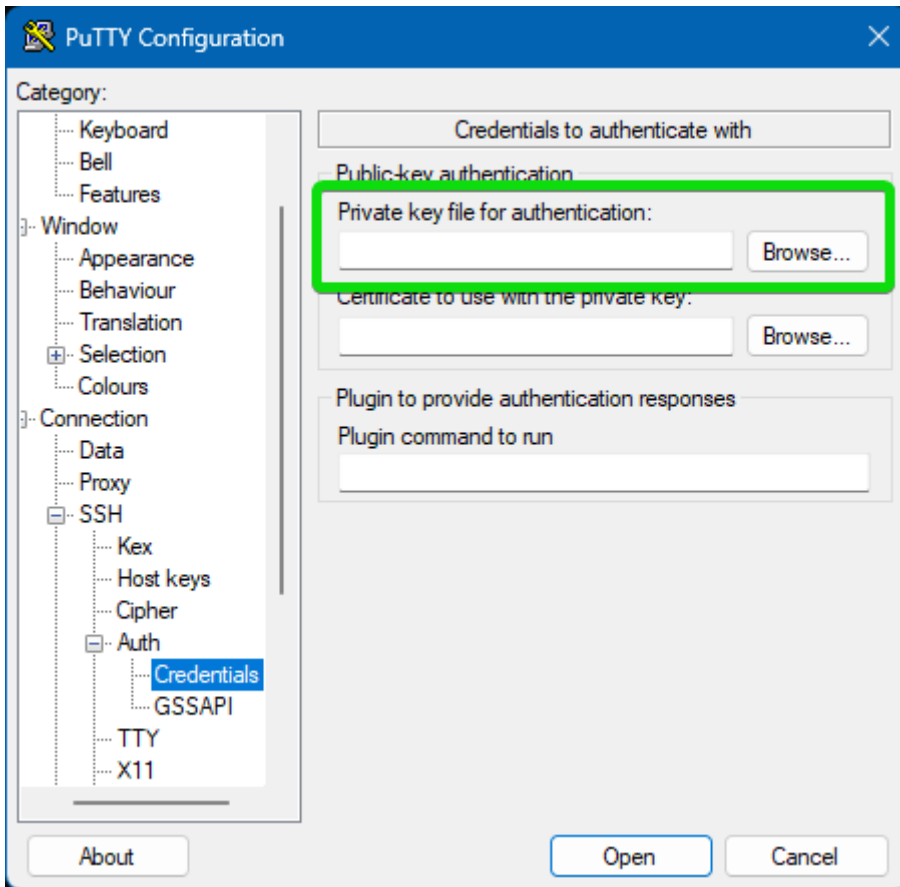 PuTTY Configuration
Category:
Keyboard
Bell
Features
Window
Appearance
Behaviour
Translation
Selection
Colours
Connection
Data
Proxy
SSH
Kex
Host keys
Cipher
Auth
Credentials
GSSAPI
TTY
X11
Credentials to authenticate with
Public-key authentication
Private key file for authentication:
Browse...
Certificate to use with the private key:
Browse...
Plugin to provide authentication responses
Plugin command to run
About
Open
Cancel